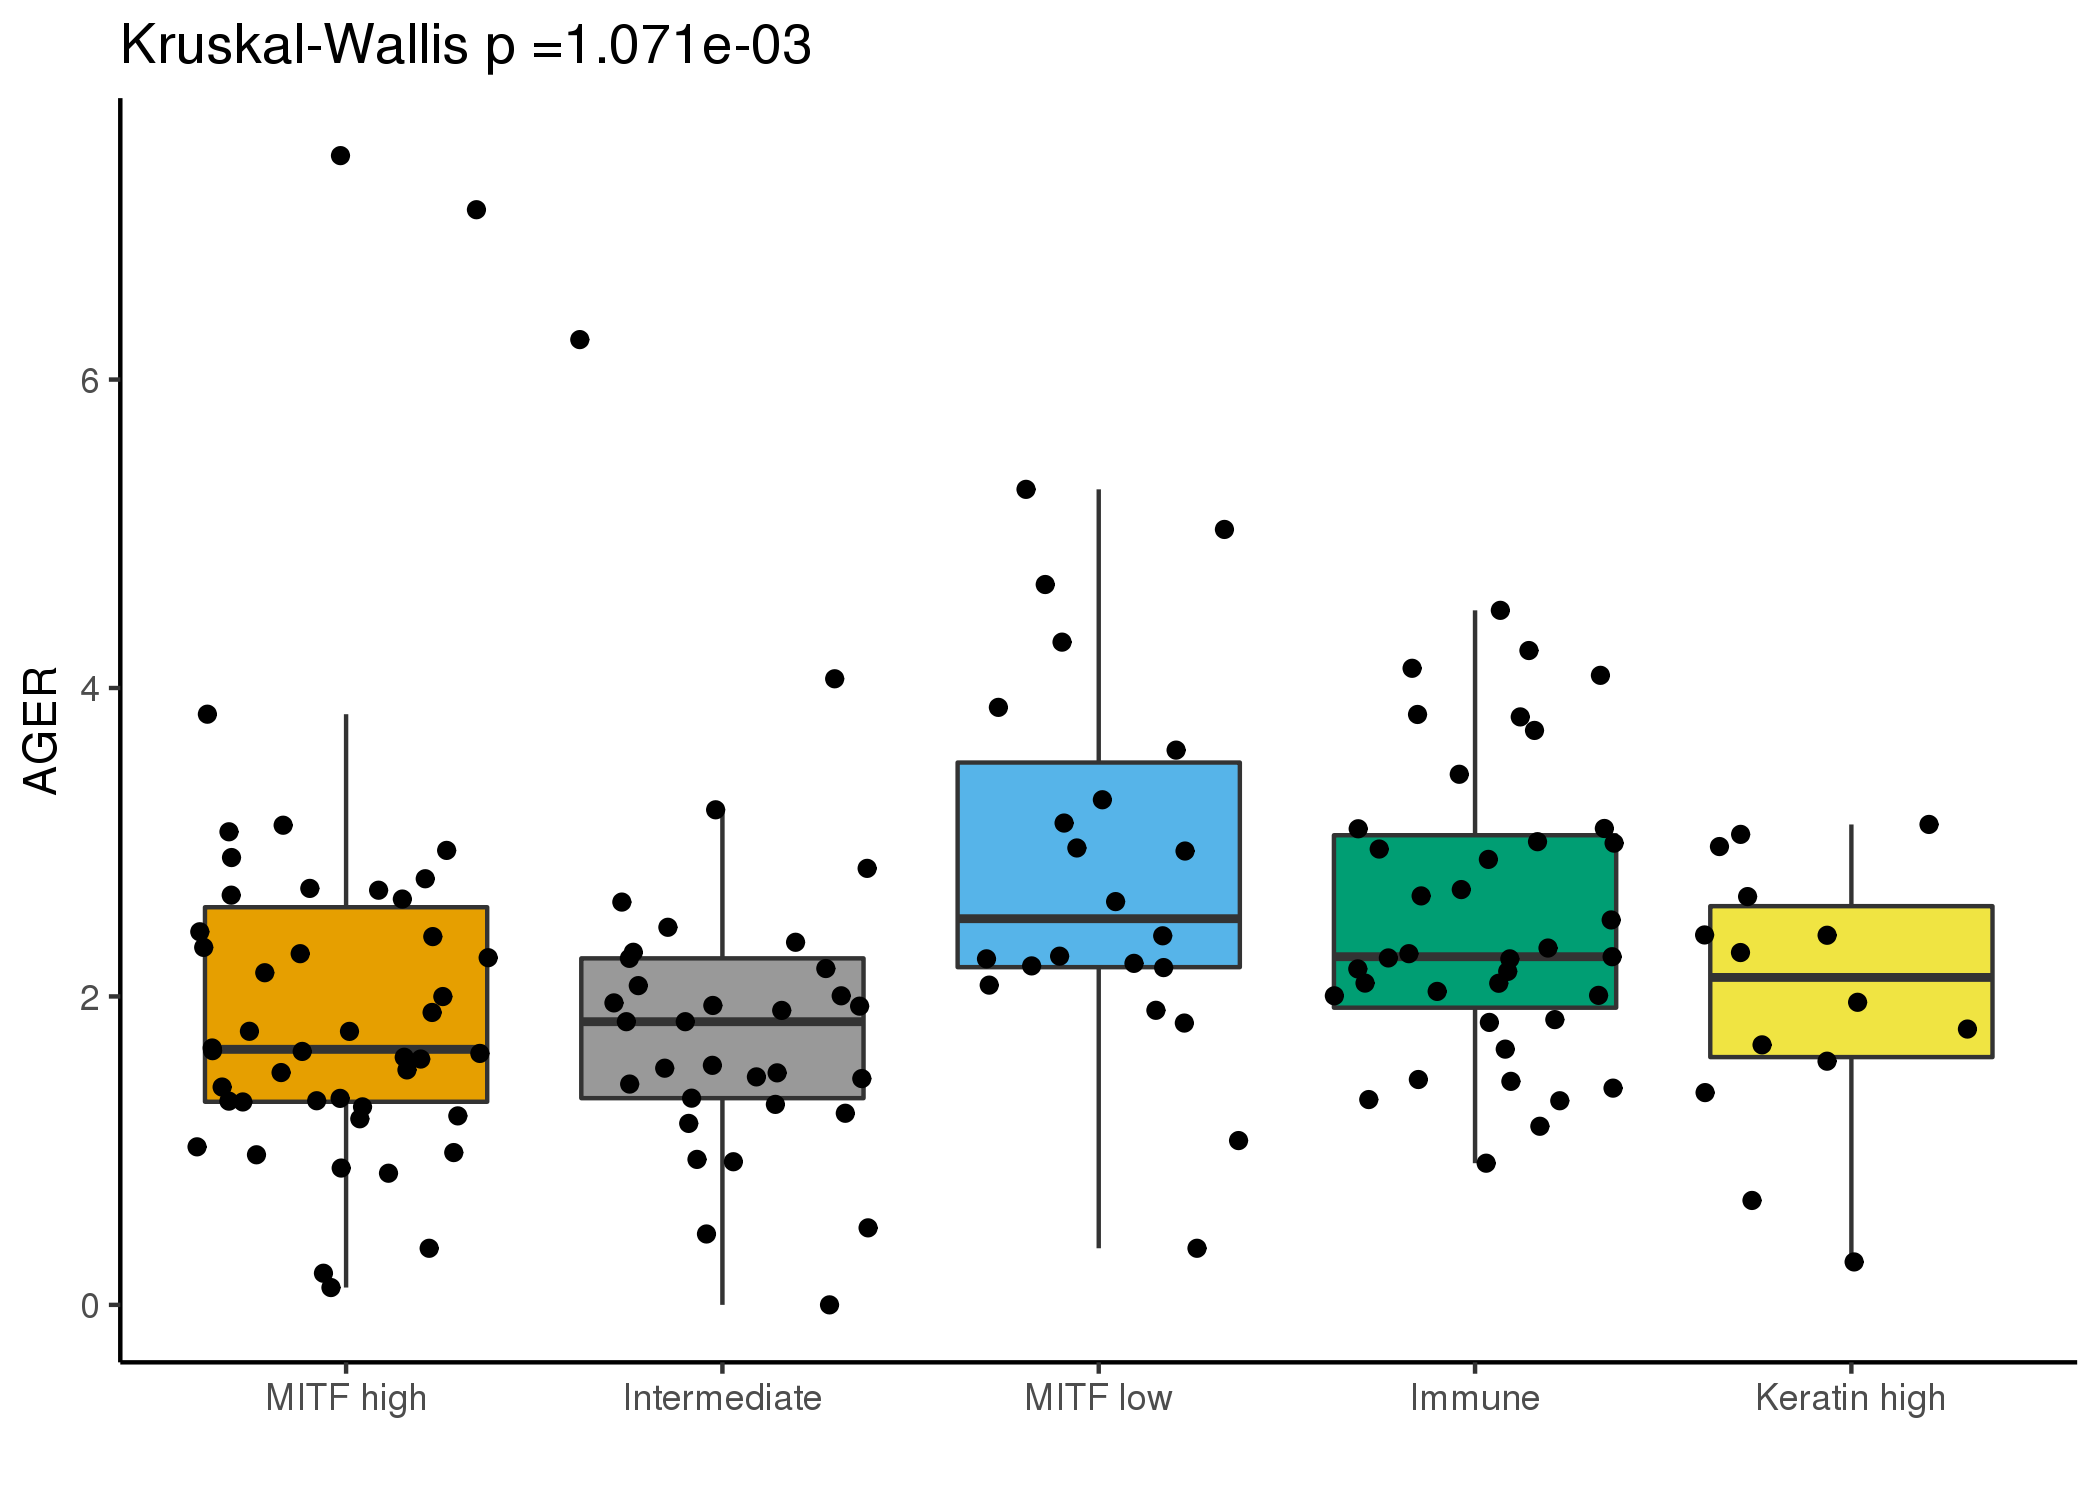 Kruskal-Wallis p =1.071e-03
AGER
6
4
2
0
MITF high
Intermediate
MITF low
Immune
Keratin high